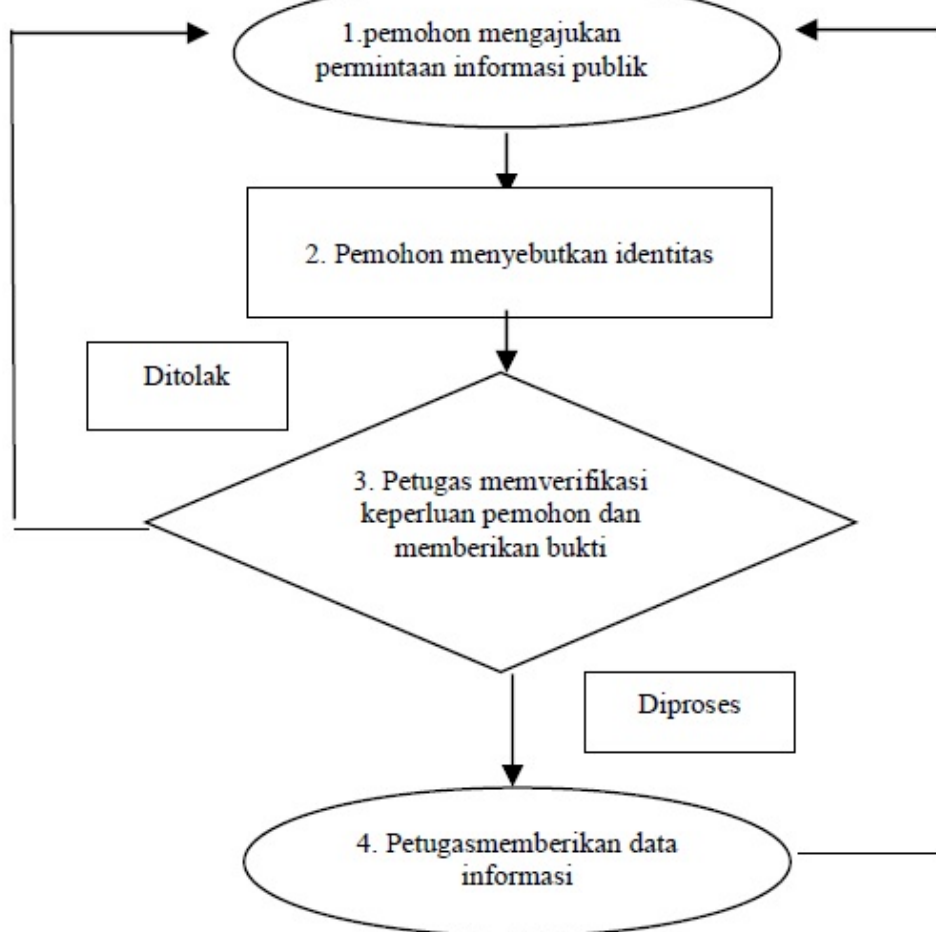 1.pemohon mengajukan
permintaan informasi publik
2. Pemohon menyebutkan identitas
Ditolak
3. Petugas memverifikasi
keperluan pemohon dan
memberikan bukti
Diproses
4. Petugasmemberikan data
informasi